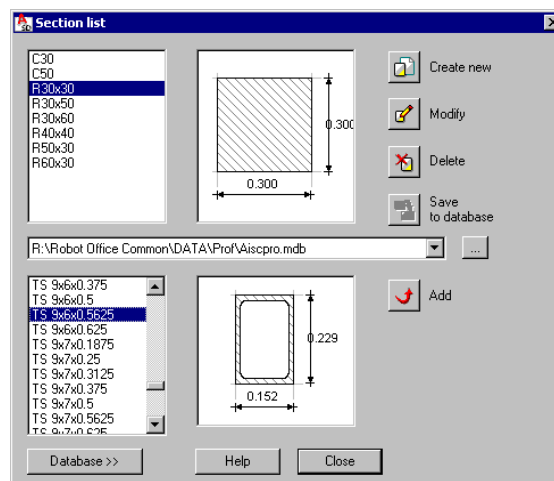 Section list
C30
C50
R30x30
R30x50
R30x60
R40x40
R50x30
R60x30
0.300
0.300
Create new
Modify
Delete
Save
to database
R:\Robot Office Common\DATA\Prof\Aiscpro.mdb
...
TS 9x6x0.375
TS 9x6x0.5
TS 9x6x0.5625
TS 9x6x0.625
TS 9x7x0.1875
TS 9x7x0.25
TS 9x7x0.3125
TS 9x7x0.375
TS 9x7x0.5
TS 9x7x0.5625
TS 9x7x0.625
0.229
0.152
Add
Database >>
Help
Close